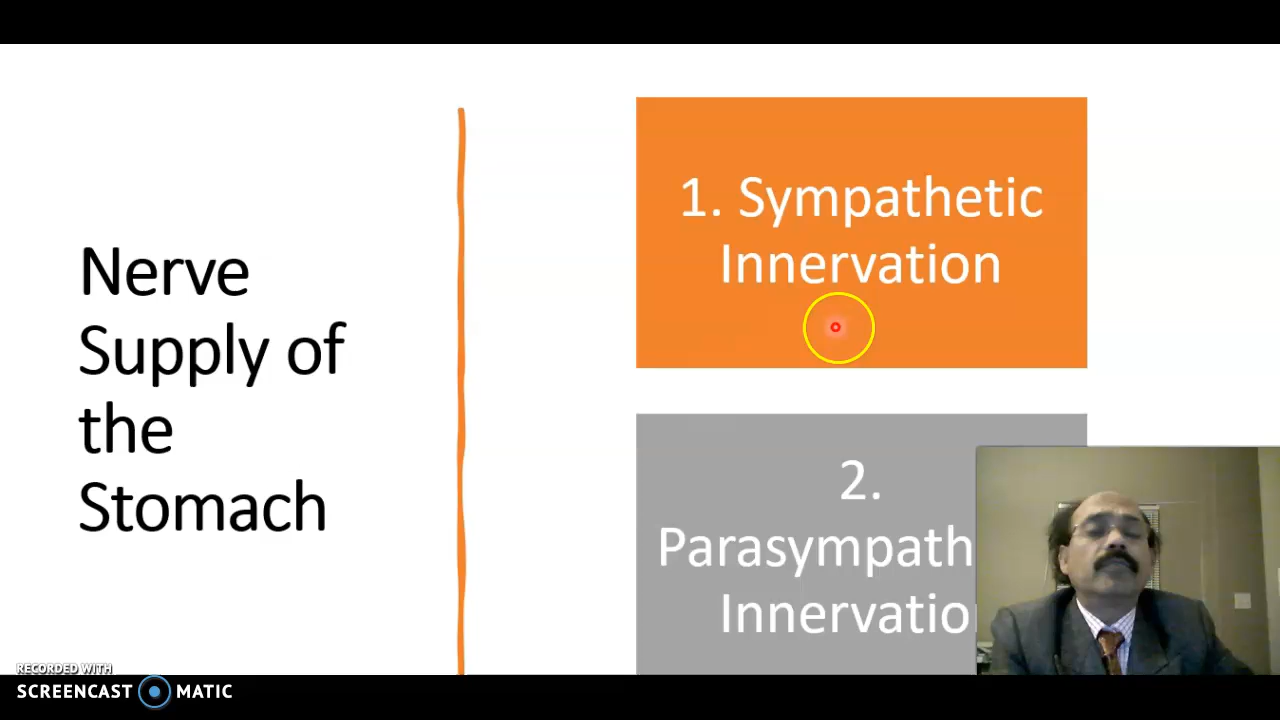 Nerve
Supply of
the
Stomach
1. Sympathetic
Innervation
2.
Parasympath
Innervatio
RECORDED WITH
SCREENCAST MATIC